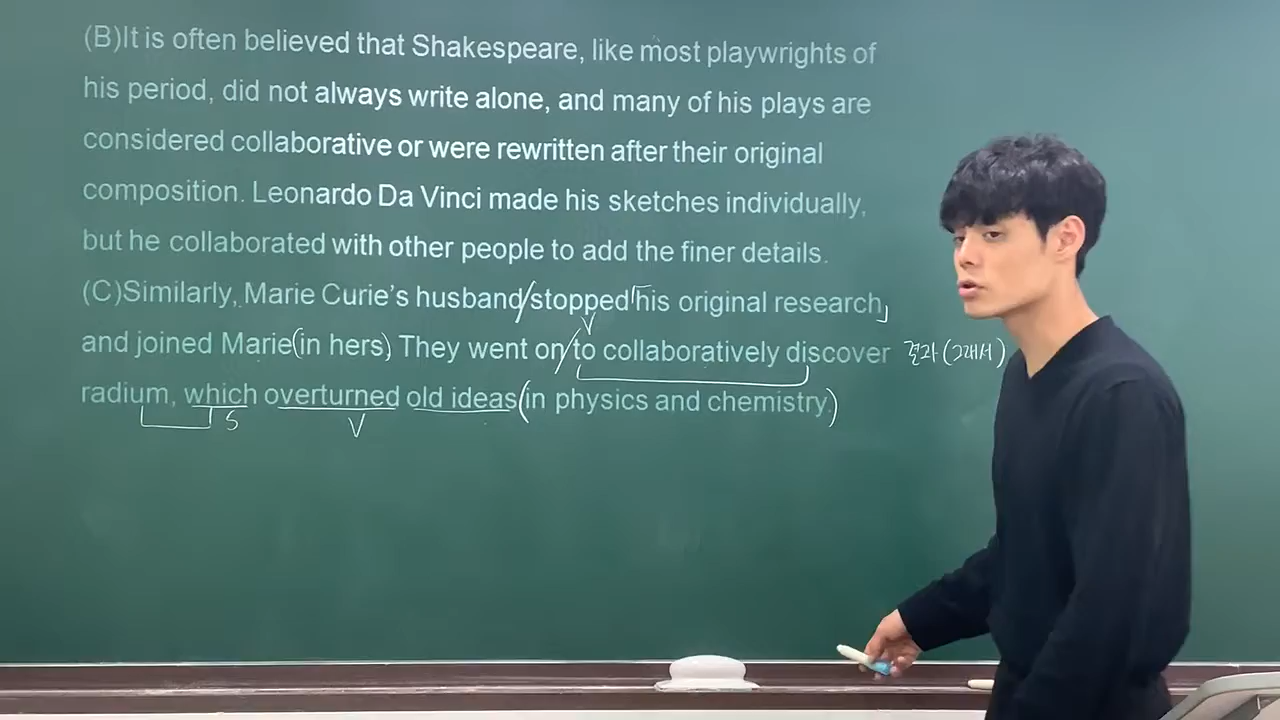 (B)It is often believed that Shakespeare, like most playwrights of
his period, did not always write alone, and many of his plays are
considered collaborative or were rewritten after their original
composition. Leonardo Da Vinci made his sketches individually,
but he collaborated with other people to add the finer details.
(C)Similarly, Marie Curie's husband/stopped「his original research」
V
and joined Marie(in hers) They went on/to collaboratively discover 결과 (그래서)
radium, which overturned old ideas(in physics and chemistry.)
S V